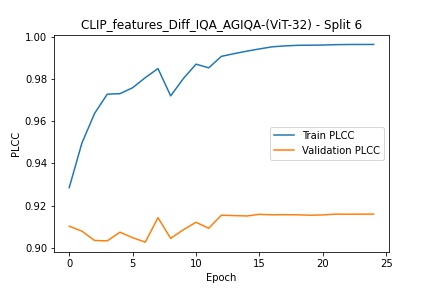 CLIP_features_Diff_IQA_AGIQA-(ViT-32) - Split 6
1.00
0.98
0.96
0.94
0.92
0.90
PLCC
Train PLCC
Validation PLCC
0
5
10
15
20
25
Epoch